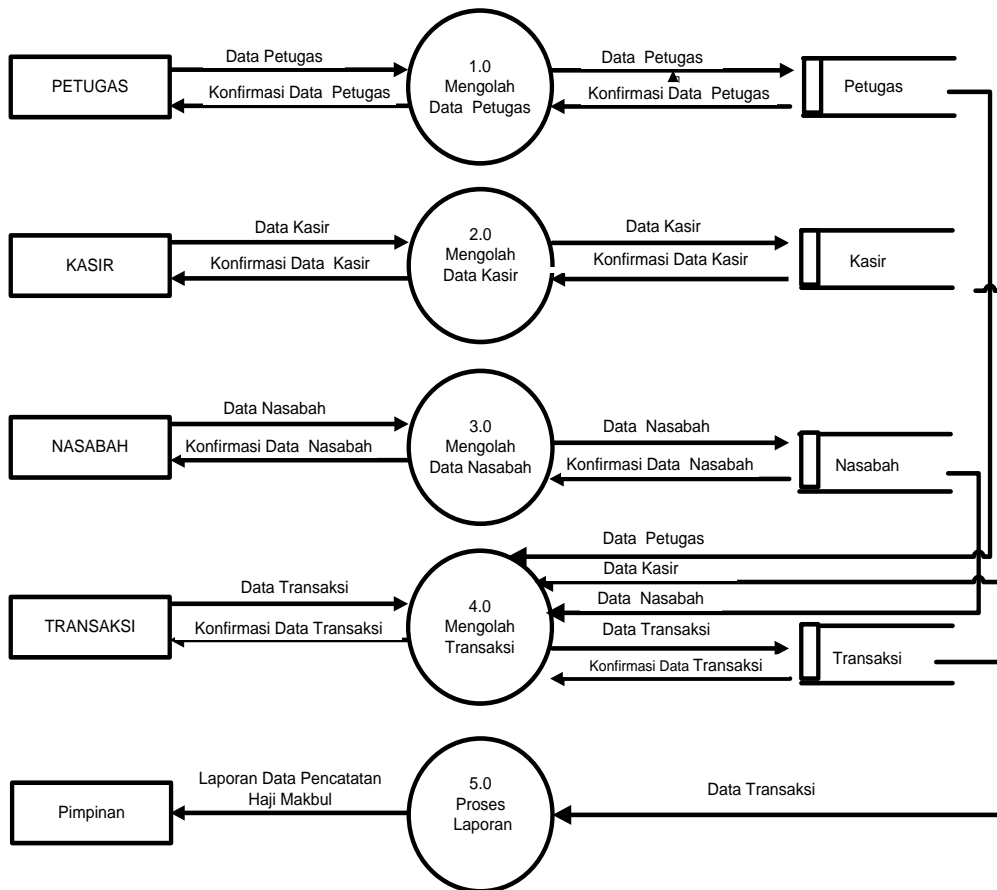 Data Petugas
PETUGAS
Konfirmasi Data Petugas
1.0
Mengolah
Data Petugas
Data Petugas
Konfirmasi Data Petugas
Petugas
Data Kasir
KASIR
Konfirmasi Data Kasir
2.0
Mengolah
Data Kasir
Data Kasir
Konfirmasi Data Kasir
Kasir
Data Nasabah
NASABAH
Konfirmasi Data Nasabah
3.0
Mengolah
Data Nasabah
Data Nasabah
Konfirmasi Data Nasabah
Nasabah
Data Petugas
Data Kasir
Data Nasabah
Data Transaksi
TRANSAKSI
Konfirmasi Data Transaksi
4.0
Mengolah
Transaksi
Data Transaksi
Konfirmasi Data Transaksi
Transaksi
Pimpinan
Laporan Data Pencatatan
Haji Makbul
5.0
Proses
Laporan
Data Transaksi